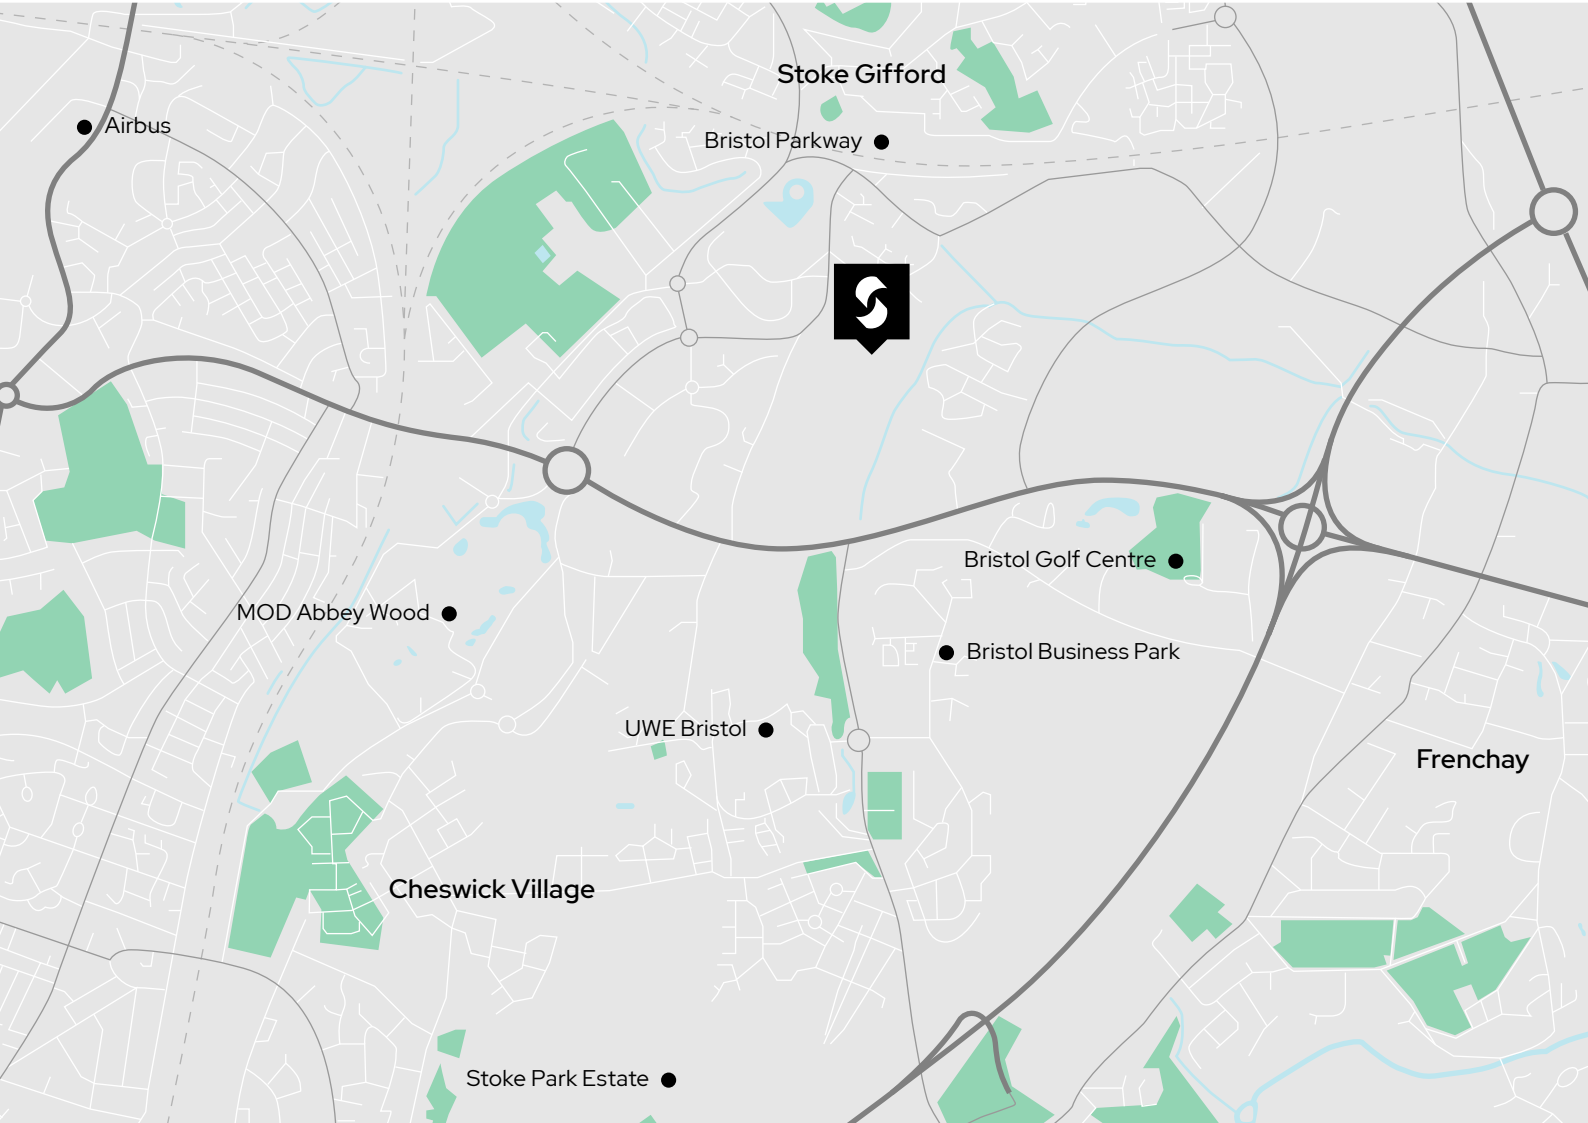 Stoke Gifford
Airbus
Bristol Parkway
Bristol Golf Centre
MOD Abbey Wood
Bristol Business Park
UWE Bristol
Frenchay
Cheswick Village
Stoke Park Estate